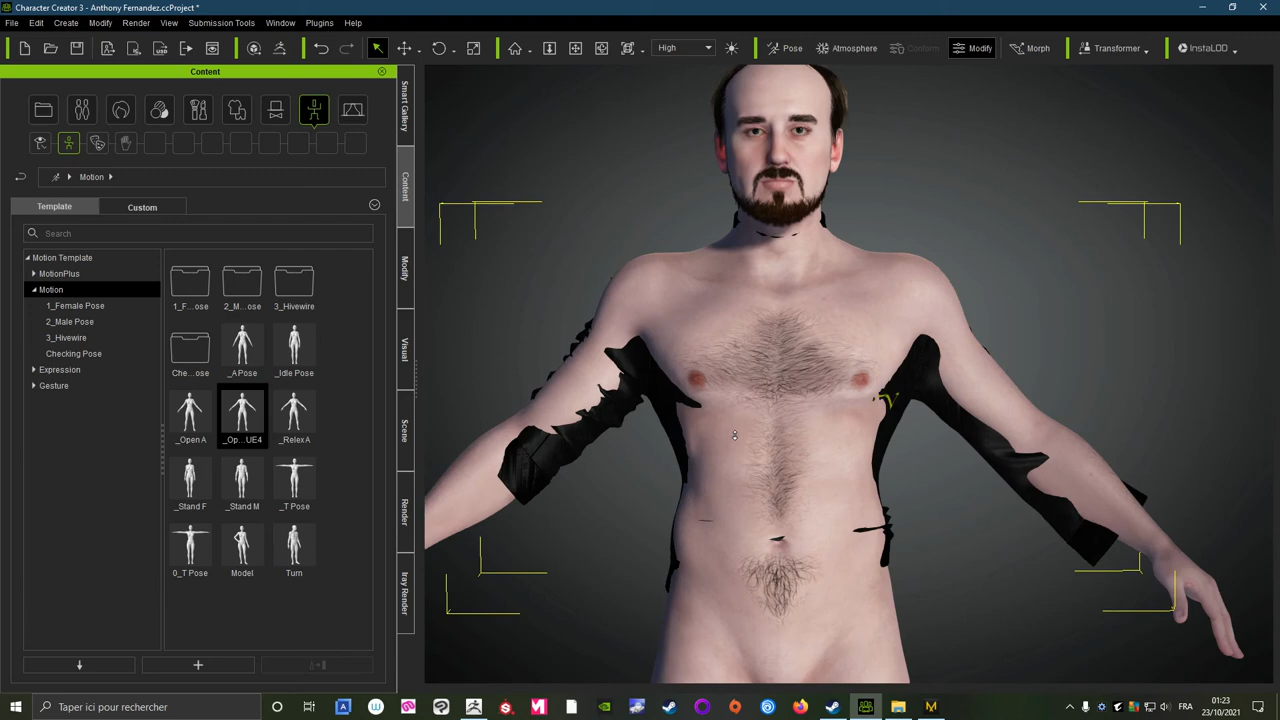 Character Creator 3 - Anthony Fernandez.ccProject *
File Edit Create Modify Render View Submission Tools Window Plugins Help
High Pose Atmosphere Conform Modify Morph Transformer InstaLOD
Content
Motion
Template Custom
Search
Motion Template
MotionPlus
Motion
1_Female Pose
2_Male Pose
3_Hivewire
Checking Pose
Expression
Gesture
1_F...ose 2_M...ose 3_Hivewire
Che...ose _A Pose _Idle Pose
_Open A _Op...UE4 _Relex A
_Stand F _Stand M _T Pose
0_T Pose Model Turn
Smart Gallery
Content
Modify
Visual
Scene
Render
Iray Render
Taper ici pour rechercher
FRA
01:23
23/10/2021